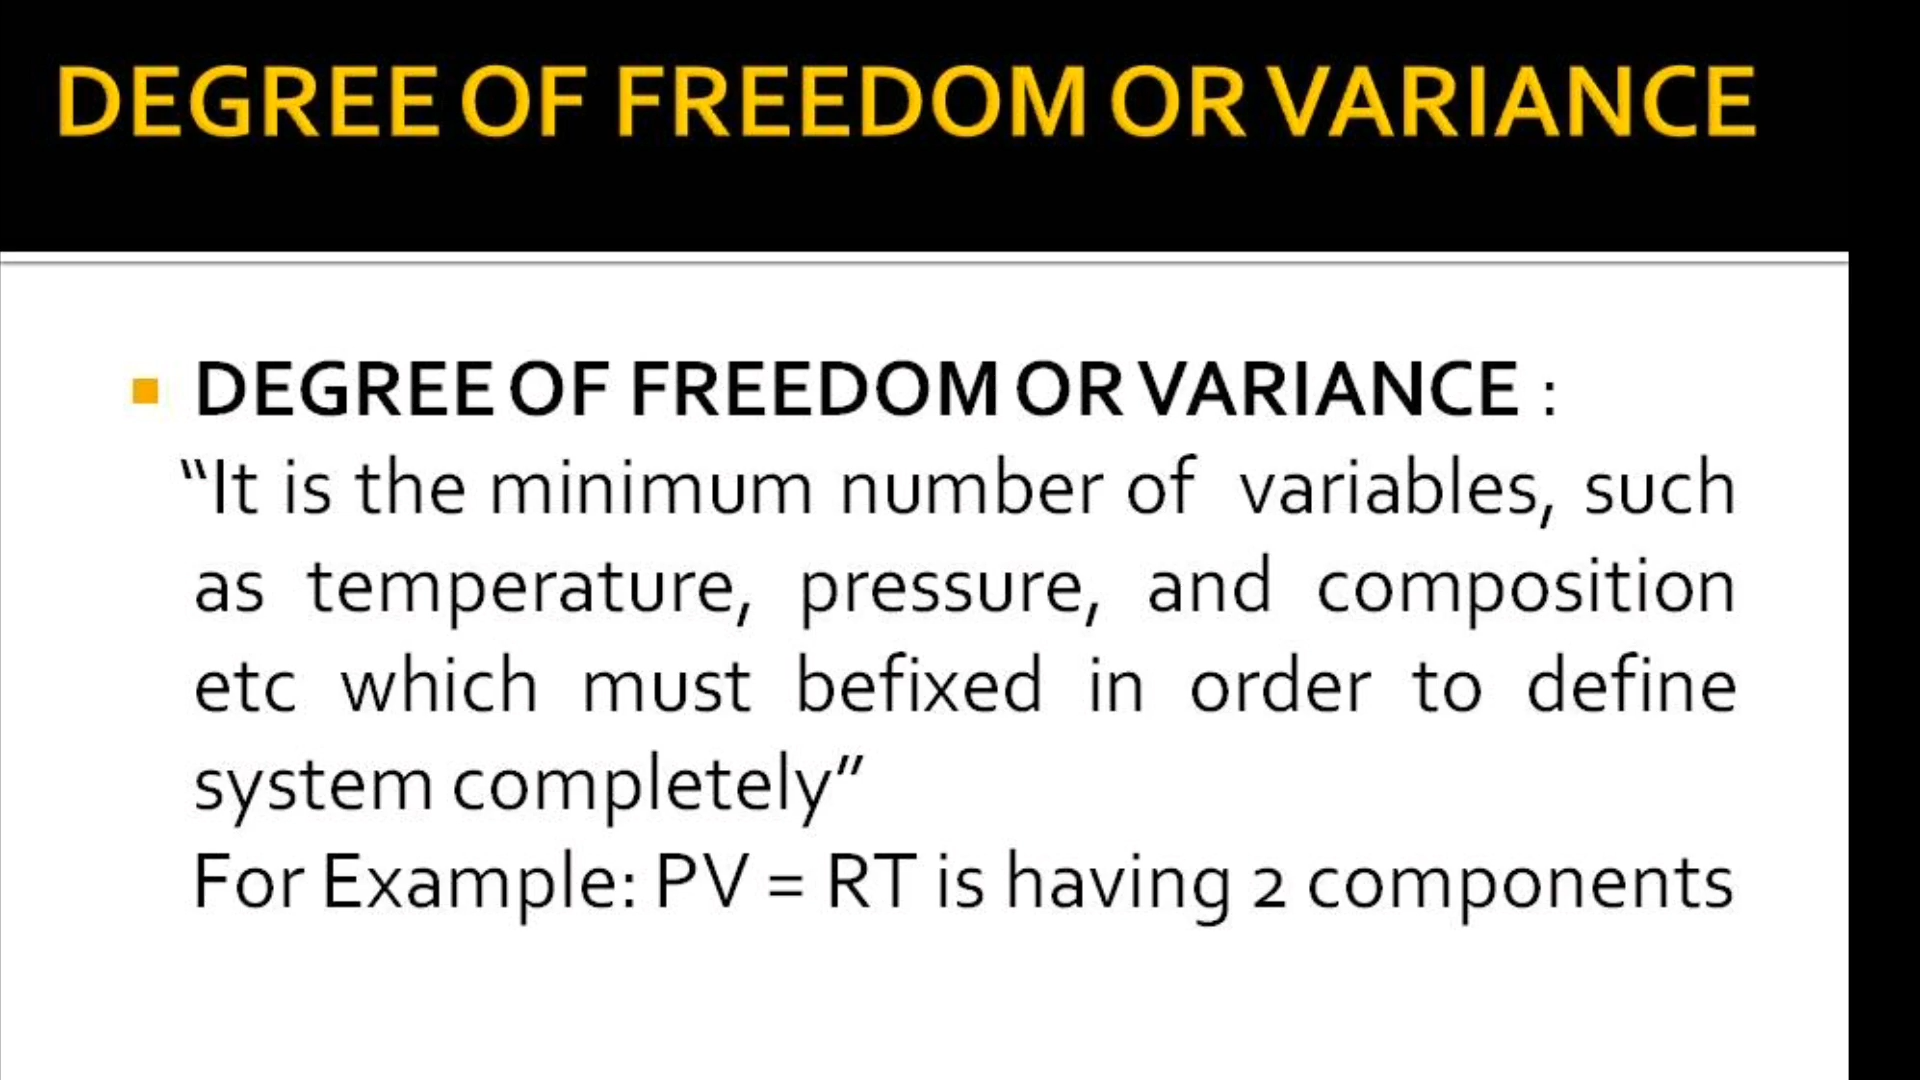 DEGREE OF FREEDOM OR VARIANCE
DEGREE OF FREEDOM OR VARIANCE :
“It is the minimum number of variables, such
as temperature, pressure, and composition
etc which must befixed in order to define
system completely”
For Example: PV = RT is having 2 components